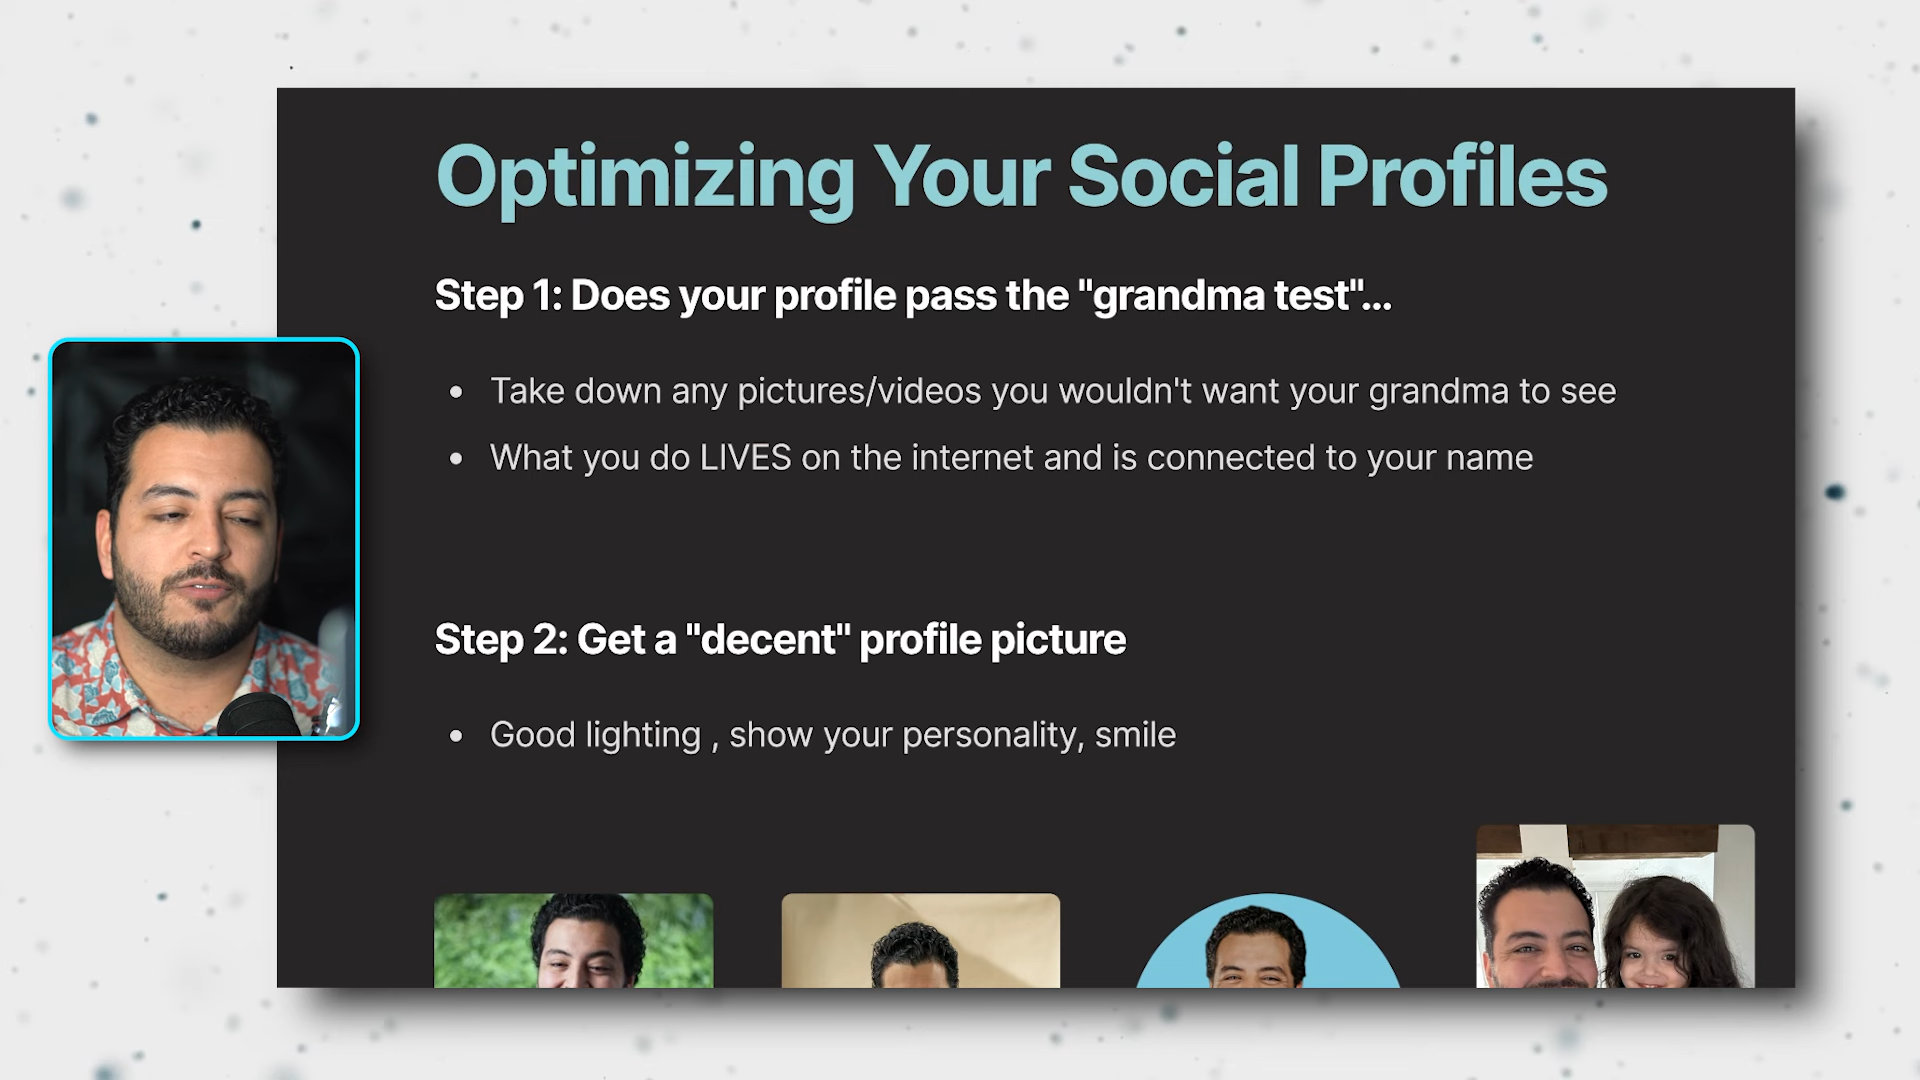 Optimizing Your Social Profiles
Step 1: Does your profile pass the "grandma test"...
Take down any pictures/videos you wouldn't want your grandma to see
What you do LIVES on the internet and is connected to your name
Step 2: Get a "decent" profile picture
Good lighting , show your personality, smile